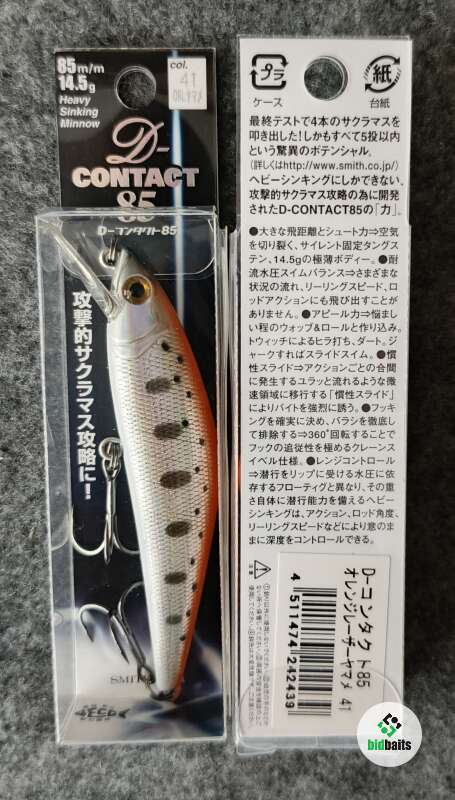 85m/m
14.5g
Heavy
Sinking
Minnow
col.
41
D-
CONTACT
85
D-コンタクト85
攻撃的サクラマス攻略に!
SMITH
プラ
ケース
紙
台紙
最終テストで4本のサクラマスを
叩き出した!しかもすべて5投以内
という驚異のポテンシャル。
(詳しくはhttp://www.smith.co.jp/)
ヘビーシンキングにしかできない、
攻撃的サクラマス攻略の為に開
発されたD-CONTACT85の「力」。
●大きな飛距離とシュート力⇒空気
を切り裂く、サイレント固定タングス
テン、14.5gの極薄ボディー。●耐
流水圧スイムバランス⇒さまざまな
状況の流れ、リーリングスピード、ロ
ッドアクションにも飛び出すことが
ありません。●アピール力⇒悩まし
い程のウォッブ&ロールと作り込み。
トウィッチによるヒラ打ち、ダート。ジ
ャークすればスライドスイム。●慣
性スライド⇒アクションごとの合間
に発生するユラッと流れるような微
速領域に移行する「慣性スライド」
によりバイトを強烈に誘う。●フッキ
ングを確実に決め、バラシを徹底し
て排除する⇒360°回転することで
フックの追従性を極めるクレーンス
イベル仕様。●レンジコントロール
⇒潜行をリップに受ける水圧に依
存するフローティグと異なり、その重
さ自体に潜行能力を備えるヘビー
シンキングは、アクション、ロッド角度、
リーリングスピードなどにより意のま
まに深度をコントロールできる。
D-コンタクト85
オレンジレーザーヤマメ 41
4 511474 242439
bidbaits